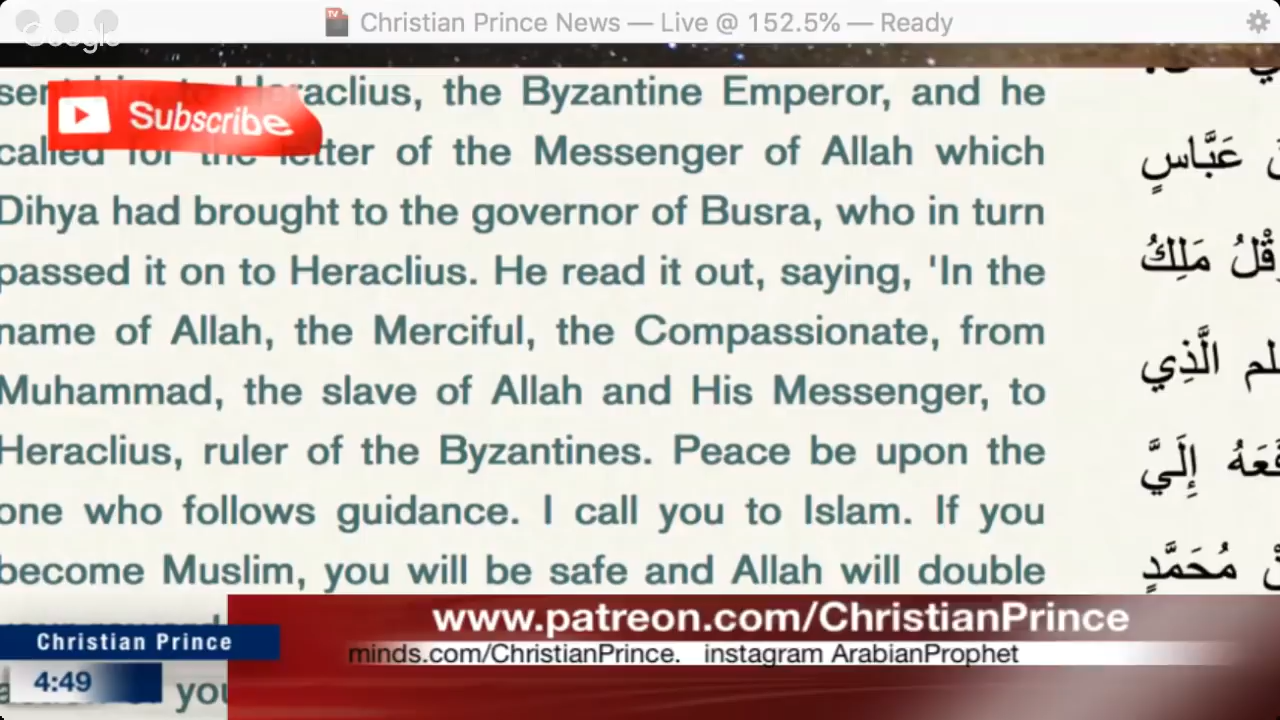 Christian Prince News — Live @ 152.5% — Ready
Google
Subscribe
Heraclius, the Byzantine Emperor, and he
called for the letter of the Messenger of Allah which
Dihya had brought to the governor of Busra, who in turn
passed it on to Heraclius. He read it out, saying, 'In the
name of Allah, the Merciful, the Compassionate, from
Muhammad, the slave of Allah and His Messenger, to
Heraclius, ruler of the Byzantines. Peace be upon the
one who follows guidance. I call you to Islam. If you
become Muslim, you will be safe and Allah will double
you
عَبَّاسٍ
مَلِكُ
الَّذِي
إِلَيَّ
مُحَمَّدٍ
www.patreon.com/ChristianPrince
minds.com/ChristianPrince. instagram ArabianProphet
Christian Prince
4:49